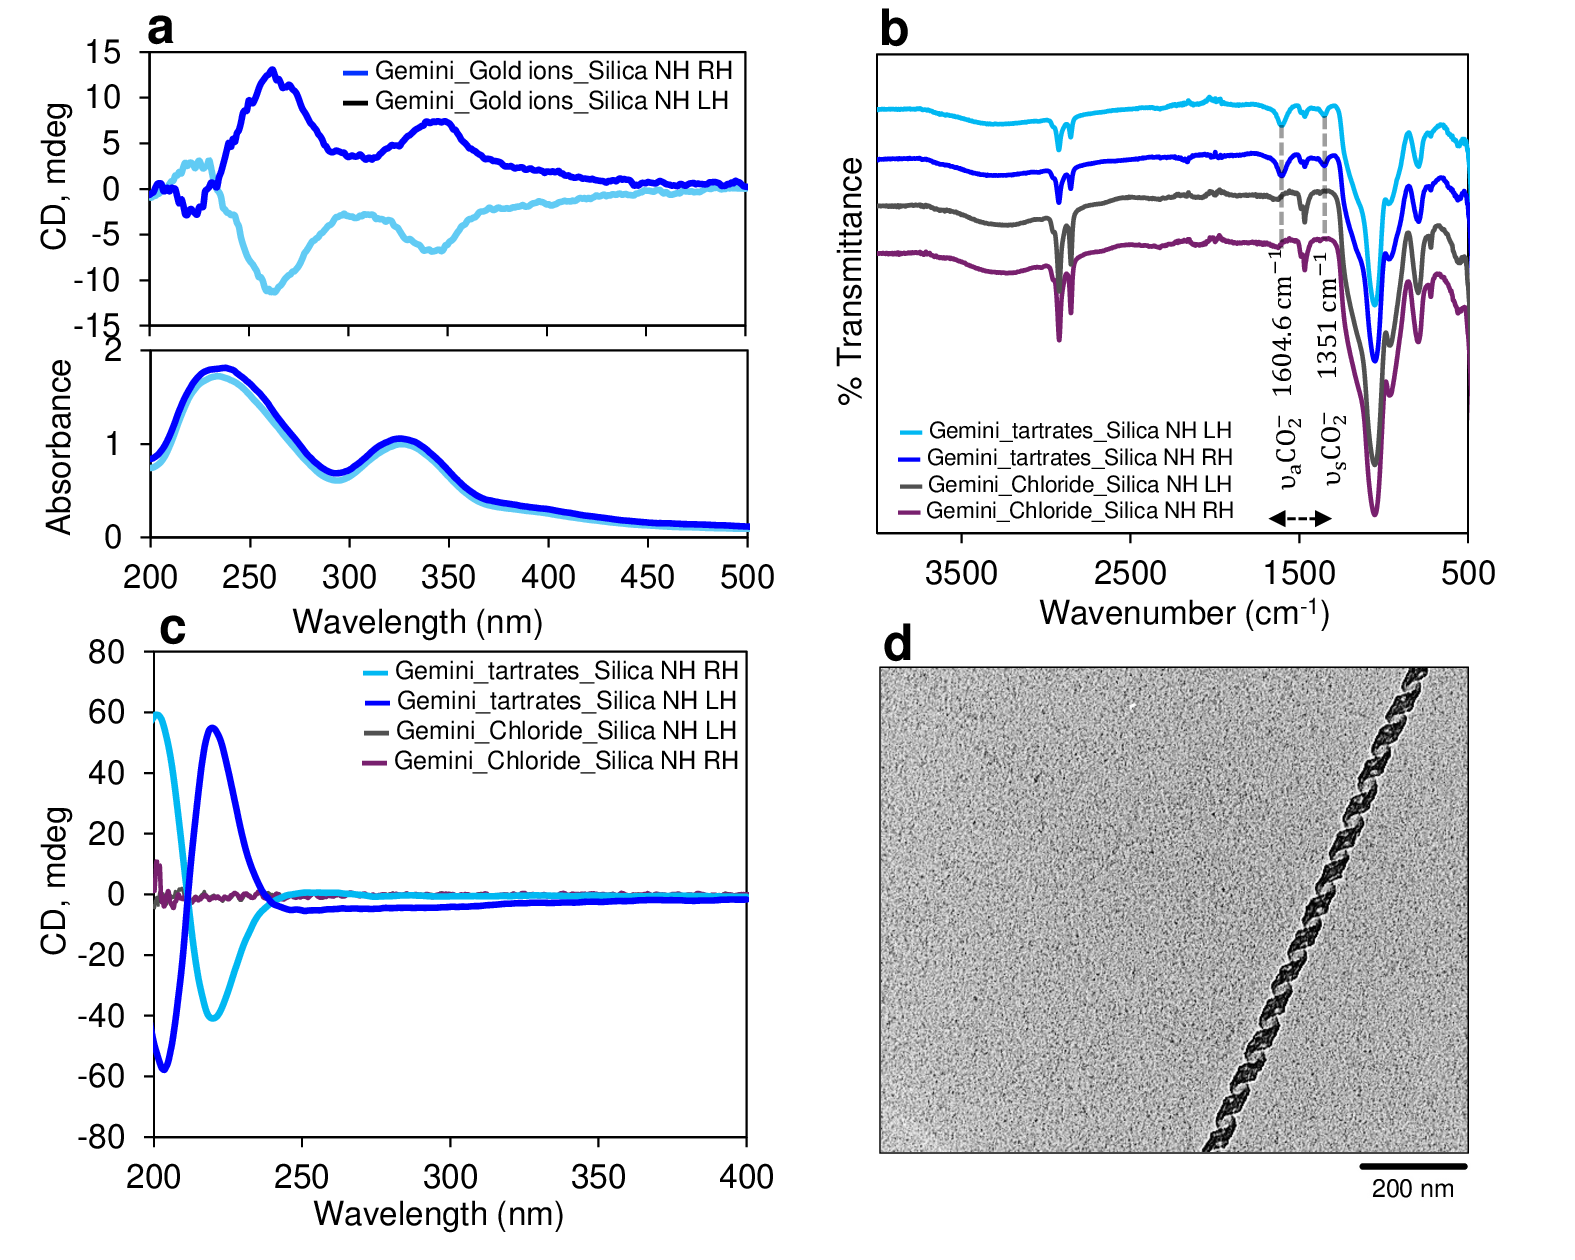 a
15
10
5
0
-5
-10
-15
CD, mdeg
Gemini_Gold ions_Silica NH RH
Gemini_Gold ions_Silica NH LH
2
1
0
Absorbance
200 250 300 350 400 450 500
Wavelength (nm)
b
% Transmittance
1604.6 cm⁻¹
1351 cm⁻¹
υₐCO₂⁻
υₛCO₂⁻
Gemini_tartrates_Silica NH LH
Gemini_tartrates_Silica NH RH
Gemini_Chloride_Silica NH LH
Gemini_Chloride_Silica NH RH
3500 2500 1500 500
Wavenumber (cm⁻¹)
c
80
60
40
20
0
-20
-40
-60
-80
CD, mdeg
Gemini_tartrates_Silica NH RH
Gemini_tartrates_Silica NH LH
Gemini_Chloride_Silica NH LH
Gemini_Chloride_Silica NH RH
200 250 300 350 400
Wavelength (nm)
d
200 nm